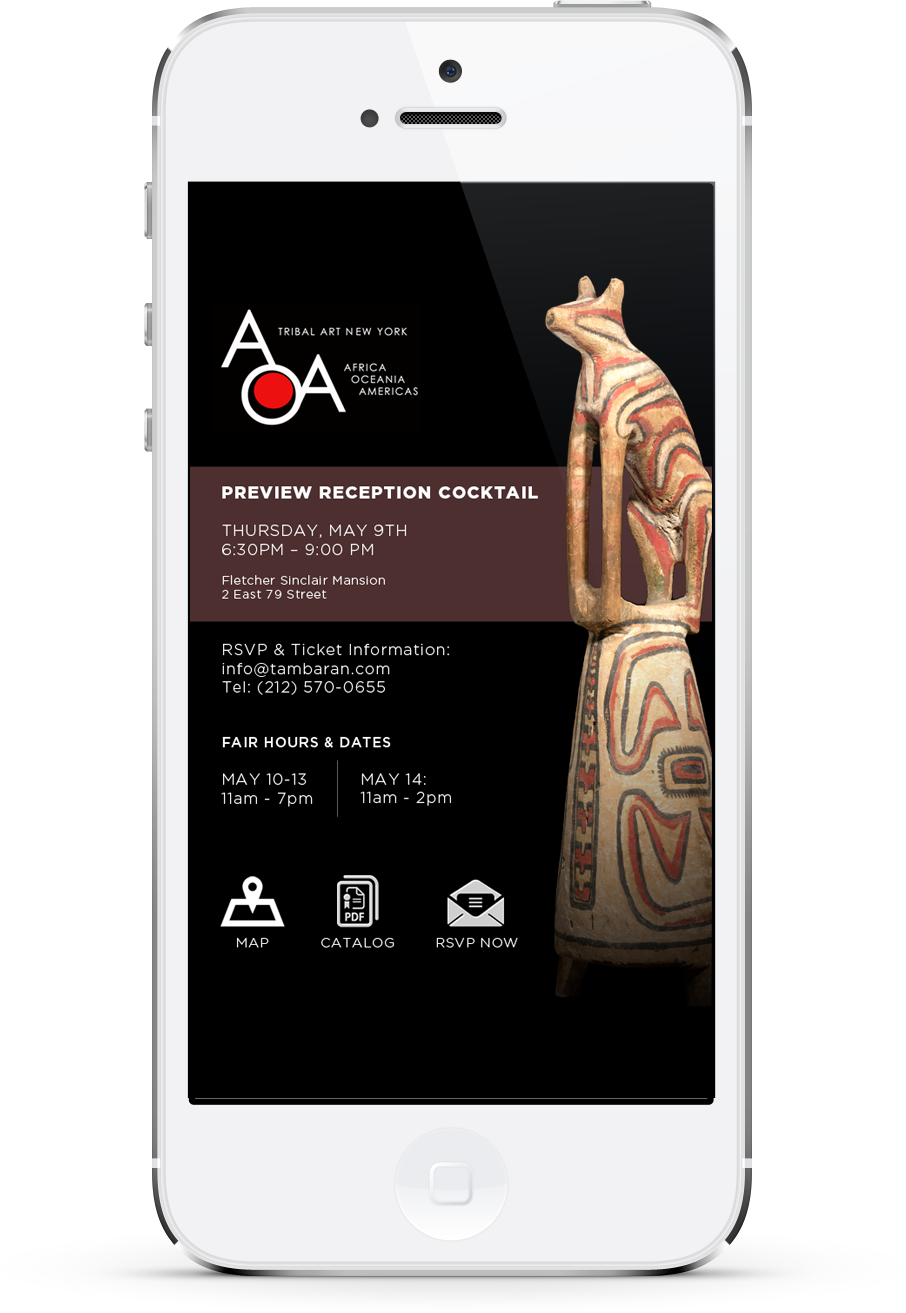 A
TRIBAL ART NEW YORK
OA
AFRICA
OCEANIA
AMERICAS
PREVIEW RECEPTION COCKTAIL
THURSDAY, MAY 9TH
6:30PM – 9:00 PM
Fletcher Sinclair Mansion
2 East 79 Street
RSVP & Ticket Information:
info@tambaran.com
Tel: (212) 570-0655
FAIR HOURS & DATES
MAY 10-13
11am - 7pm
MAY 14:
11am - 2pm
PDF
MAP
CATALOG
RSVP NOW